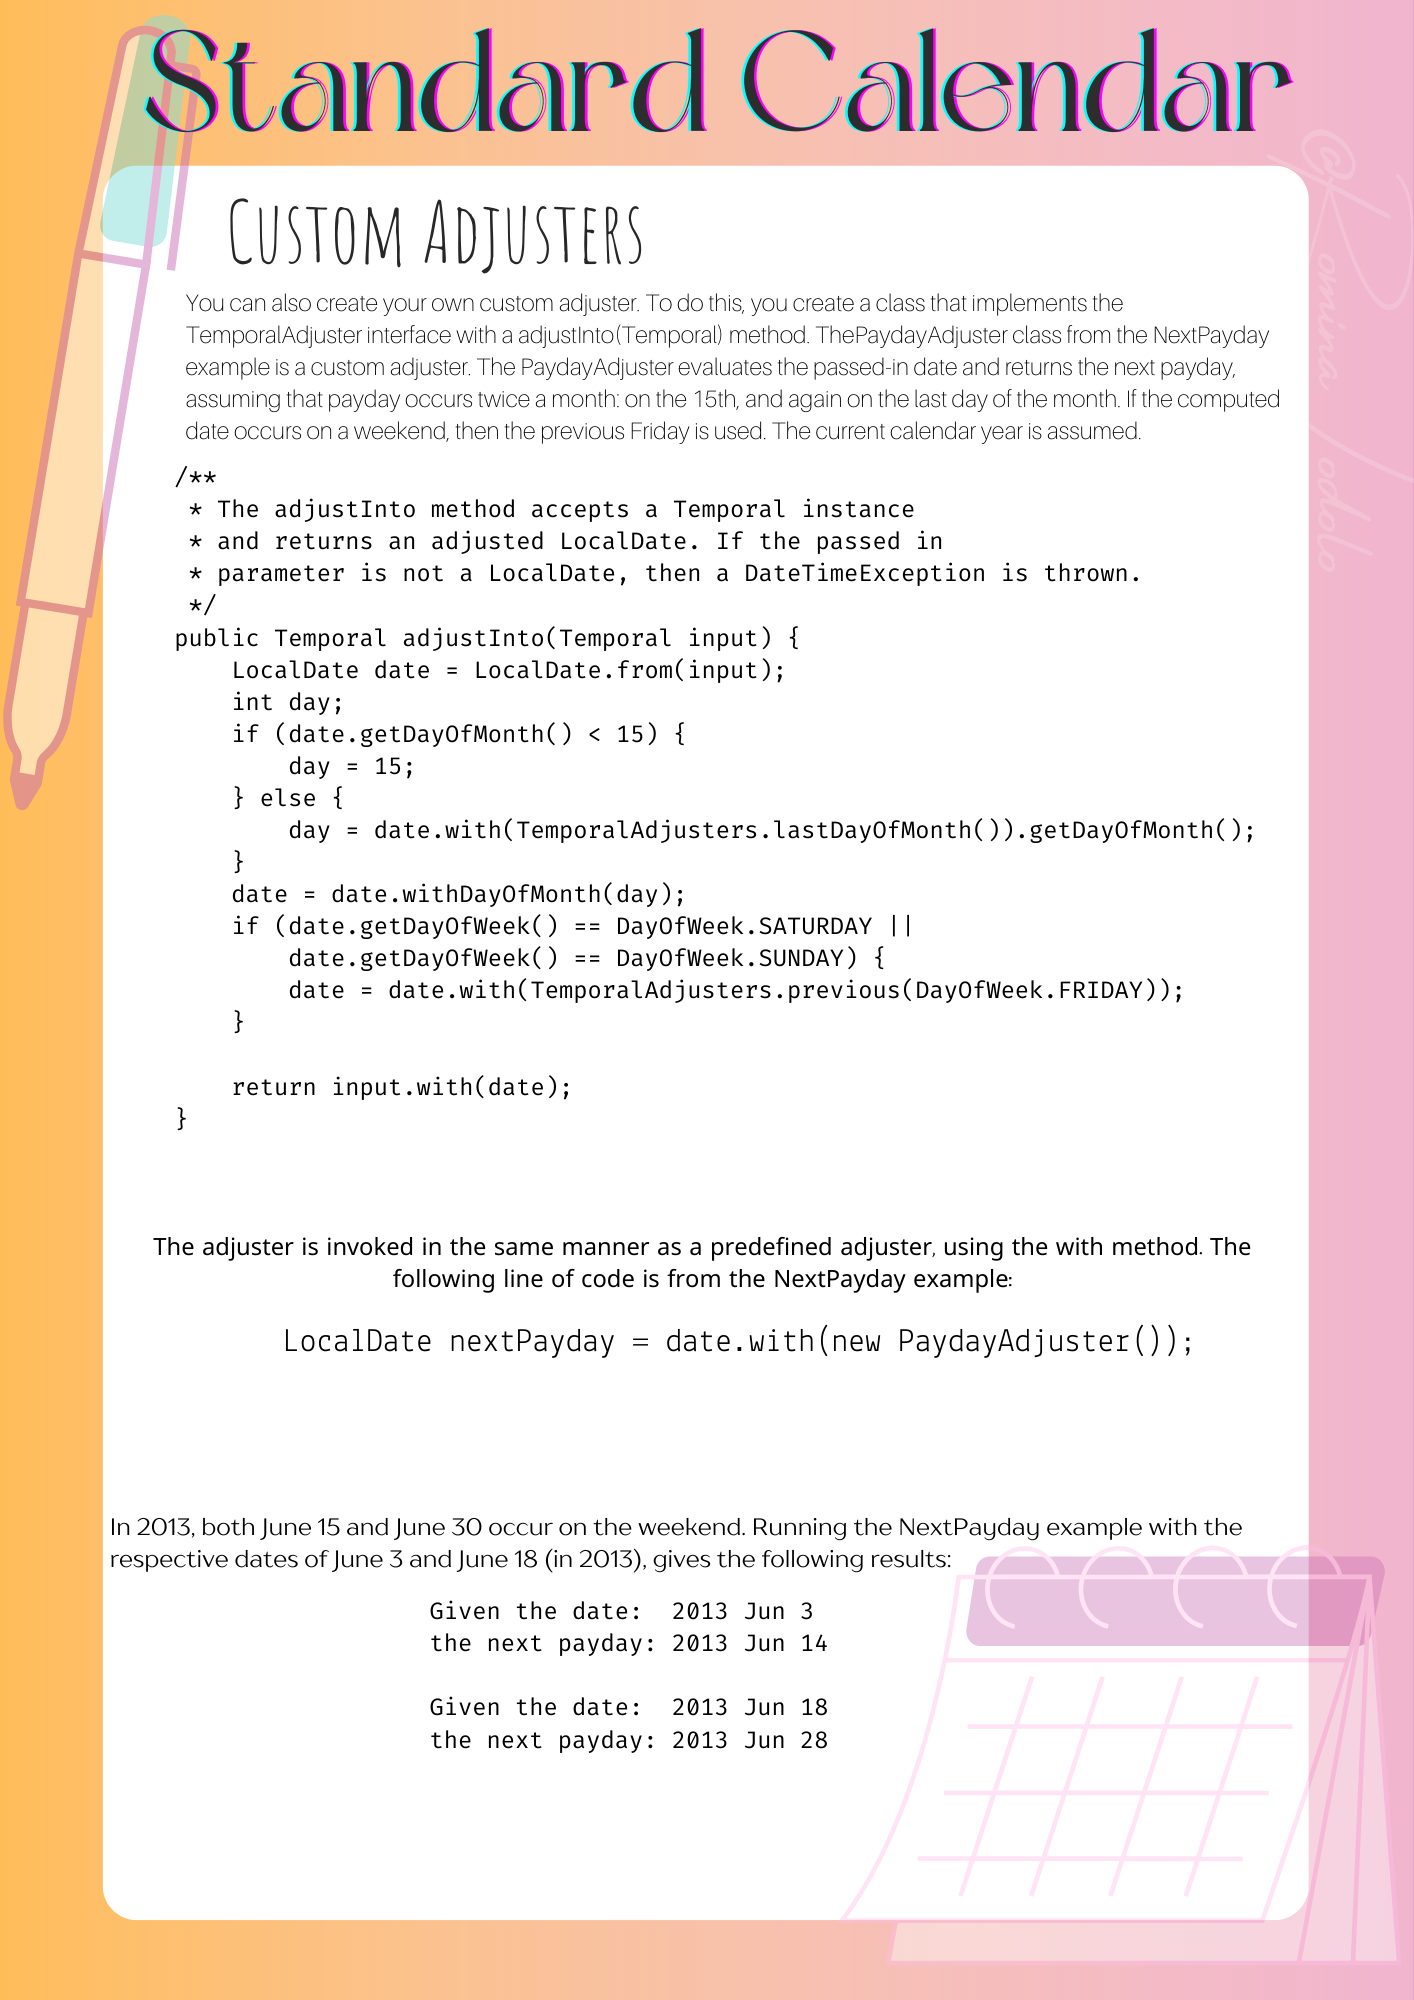 Standard Calendar
Custom Adjusters
You can also create your own custom adjuster. To do this, you create a class that implements the
TemporalAdjuster interface with a adjustInto(Temporal) method. ThePaydayAdjuster class from the NextPayday
example is a custom adjuster. The PaydayAdjuster evaluates the passed-in date and returns the next payday,
assuming that payday occurs twice a month: on the 15th, and again on the last day of the month. If the computed
date occurs on a weekend, then the previous Friday is used. The current calendar year is assumed.
/**
 * The adjustInto method accepts a Temporal instance
 * and returns an adjusted LocalDate. If the passed in
 * parameter is not a LocalDate, then a DateTimeException is thrown.
 */
public Temporal adjustInto(Temporal input) {
    LocalDate date = LocalDate.from(input);
    int day;
    if (date.getDayOfMonth() < 15) {
        day = 15;
    } else {
        day = date.with(TemporalAdjusters.lastDayOfMonth()).getDayOfMonth();
    }
    date = date.withDayOfMonth(day);
    if (date.getDayOfWeek() == DayOfWeek.SATURDAY ||
        date.getDayOfWeek() == DayOfWeek.SUNDAY) {
        date = date.with(TemporalAdjusters.previous(DayOfWeek.FRIDAY));
    }
    return input.with(date);
}
The adjuster is invoked in the same manner as a predefined adjuster, using the with method. The
following line of code is from the NextPayday example:
LocalDate nextPayday = date.with(new PaydayAdjuster());
In 2013, both June 15 and June 30 occur on the weekend. Running the NextPayday example with the
respective dates of June 3 and June 18 (in 2013), gives the following results:
Given the date:  2013 Jun 3
the next payday: 2013 Jun 14
Given the date:  2013 Jun 18
the next payday: 2013 Jun 28
@Romina Iodolo